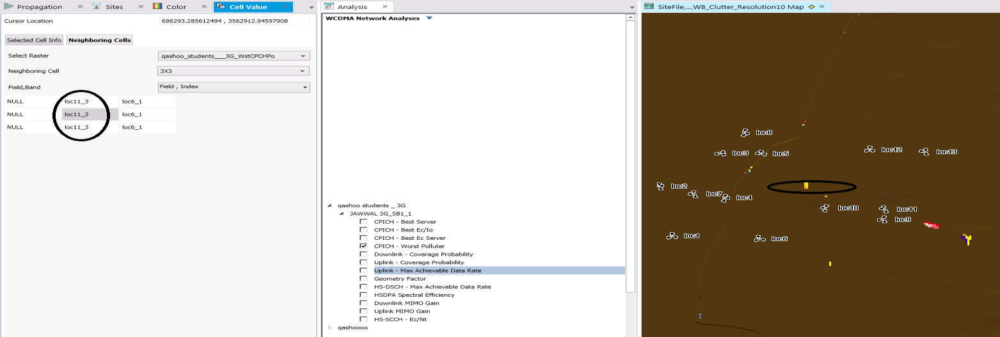 Propagation × Sites × Color × Cell Value
Cursor Location 686293.285612494 , 3562912.94597908
Selected Cell Info Neighboring Cells
Select Raster qashoo_students___3G_WstCPCHPo
Neighboring Cell 3X3
Field,Band Field , Index
NULL loc11_3 loc6_1
NULL loc11_3 loc6_1
NULL loc11_3 loc6_1
Analysis ×
WCDMA Network Analyses
qashoo students _ 3G
JAWWAL 3G_SB1_1
CPICH - Best Server
CPICH - Best Ec/Io
CPICH - Best Ec Server
CPICH - Worst Polluter
Downlink - Coverage Probability
Uplink - Coverage Probability
Uplink - Max Achievable Data Rate
Geometry Factor
HS-DSCH - Max Achievable Data Rate
HSDPA Spectral Efficiency
Downlink MIMO Gain
Uplink MIMO Gain
HS-SCCH - Ec/Nt
qashoooo
SiteFile,...,WB_Clutter_Resolution10 Map ×
loc8
loc3 loc5 loc12 loc13
loc2 loc7 loc4
loc10 loc11
loc9
loc1 loc6